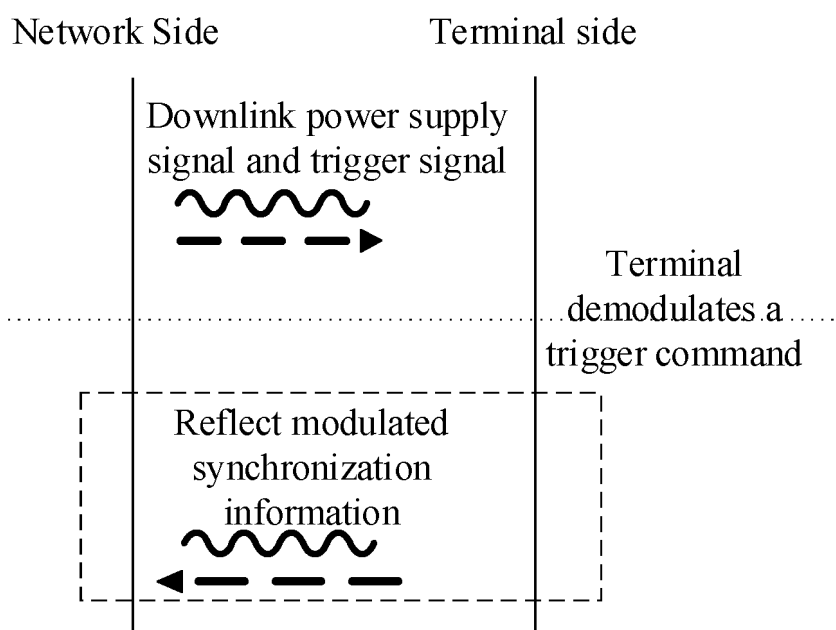 Network Side
Terminal side
Downlink power supply
signal and trigger signal
Terminal
demodulates a
trigger command
Reflect modulated
synchronization
information